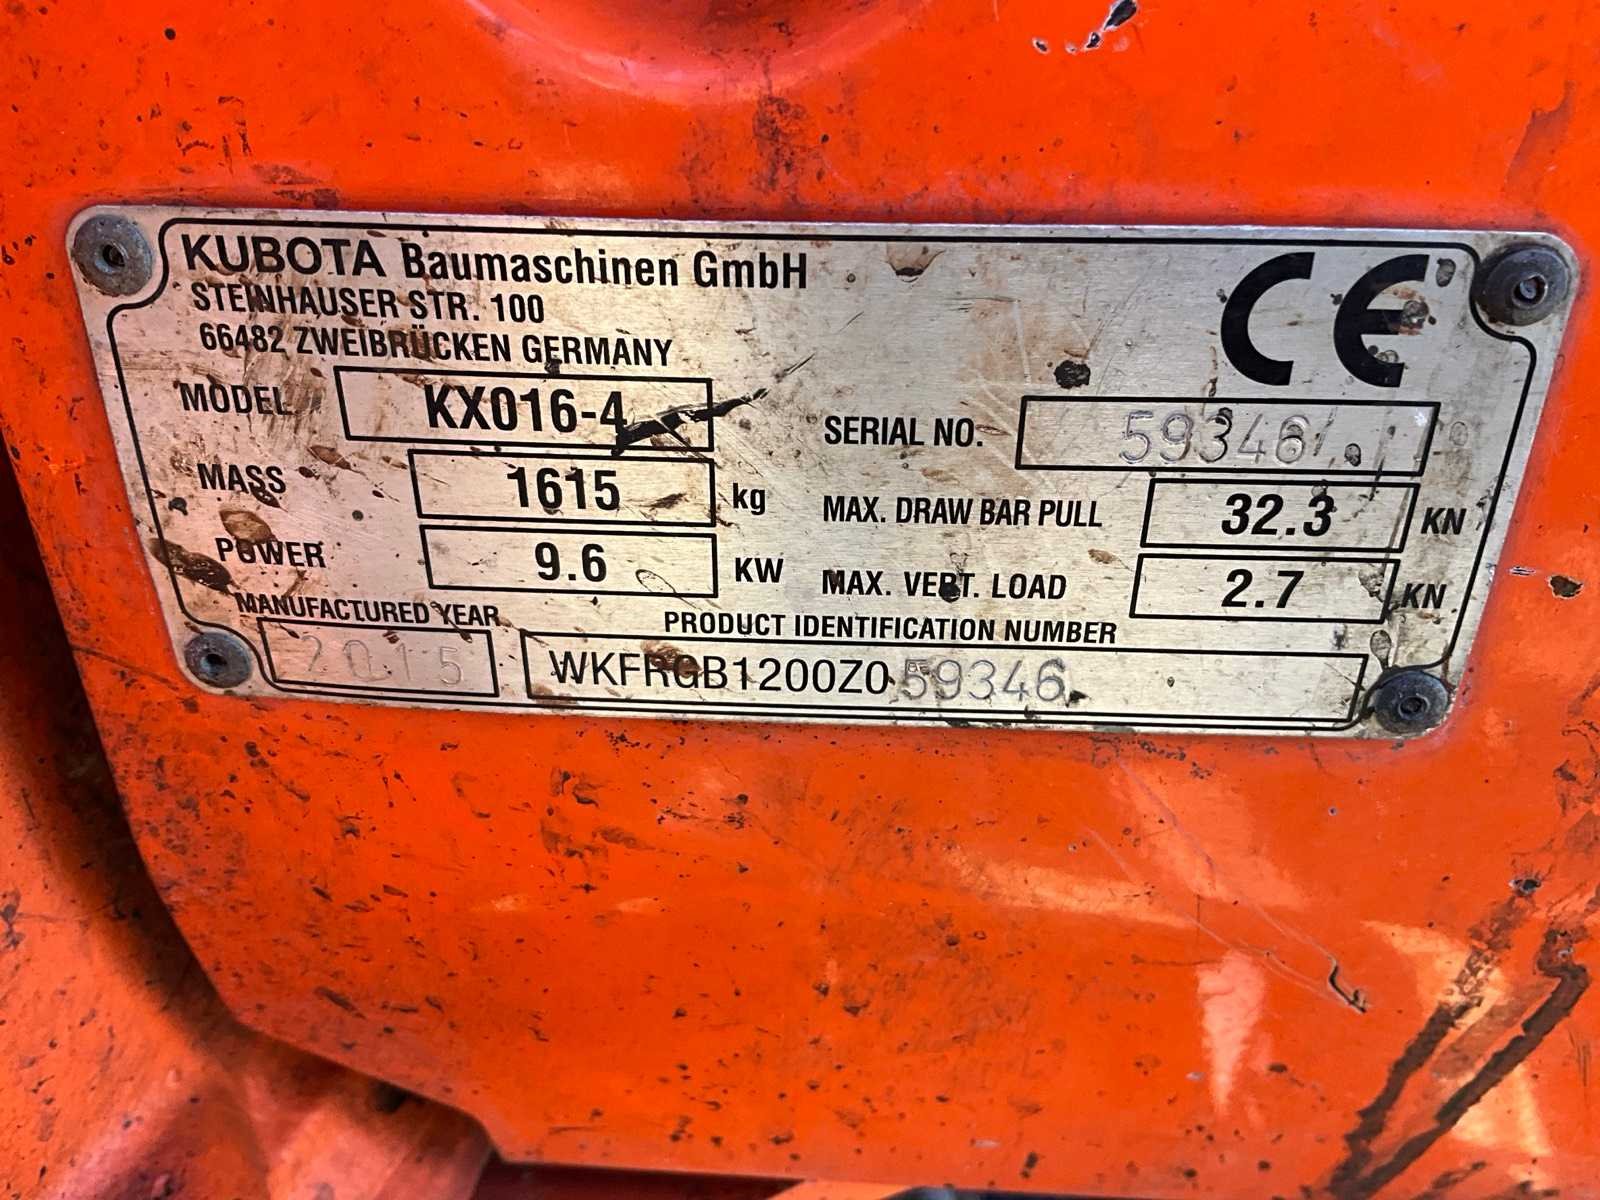 KUBOTA Baumaschinen GmbH
STEINHAUSER STR. 100
66482 ZWEIBRÜCKEN GERMANY
CE
MODEL KX016-4
SERIAL NO. 59346
MASS 1615 kg
MAX. DRAW BAR PULL 32.3 KN
POWER 9.6 KW
MAX. VERT. LOAD 2.7 KN
MANUFACTURED YEAR
2015
PRODUCT IDENTIFICATION NUMBER
WKFRGB1200Z059346